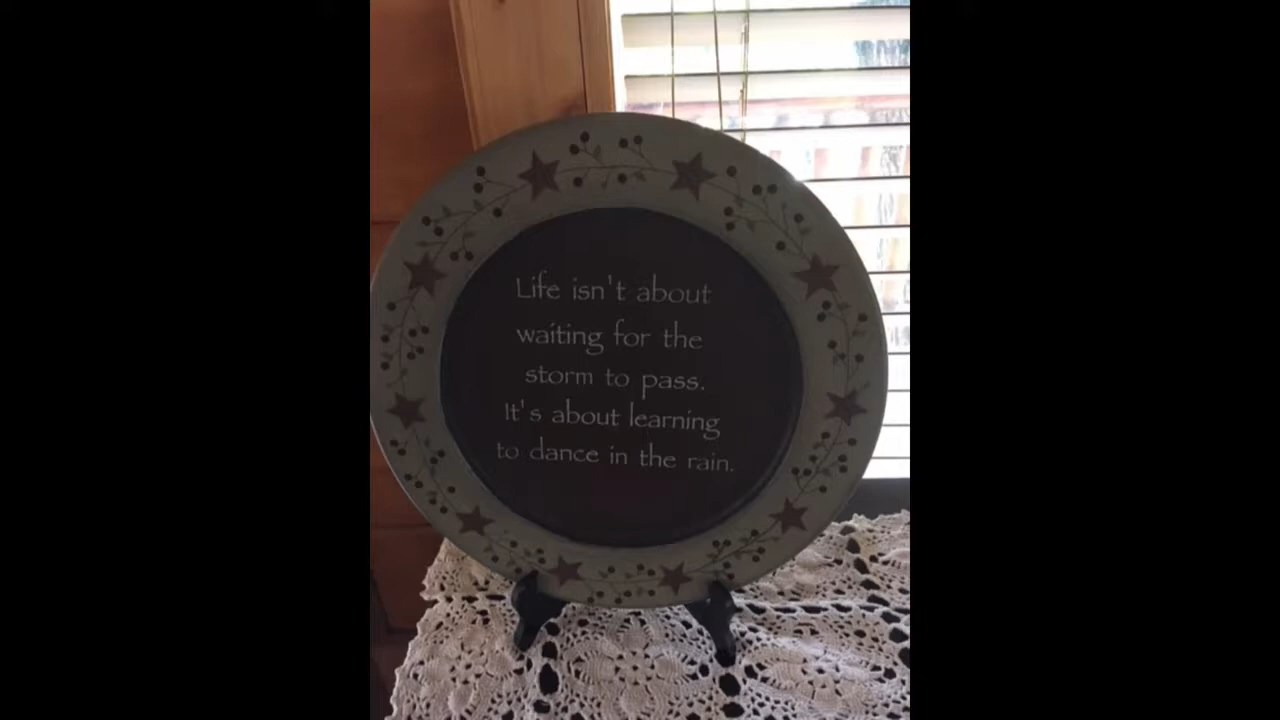 Life isn't about
waiting for the
storm to pass.
It's about learning
to dance in the rain.